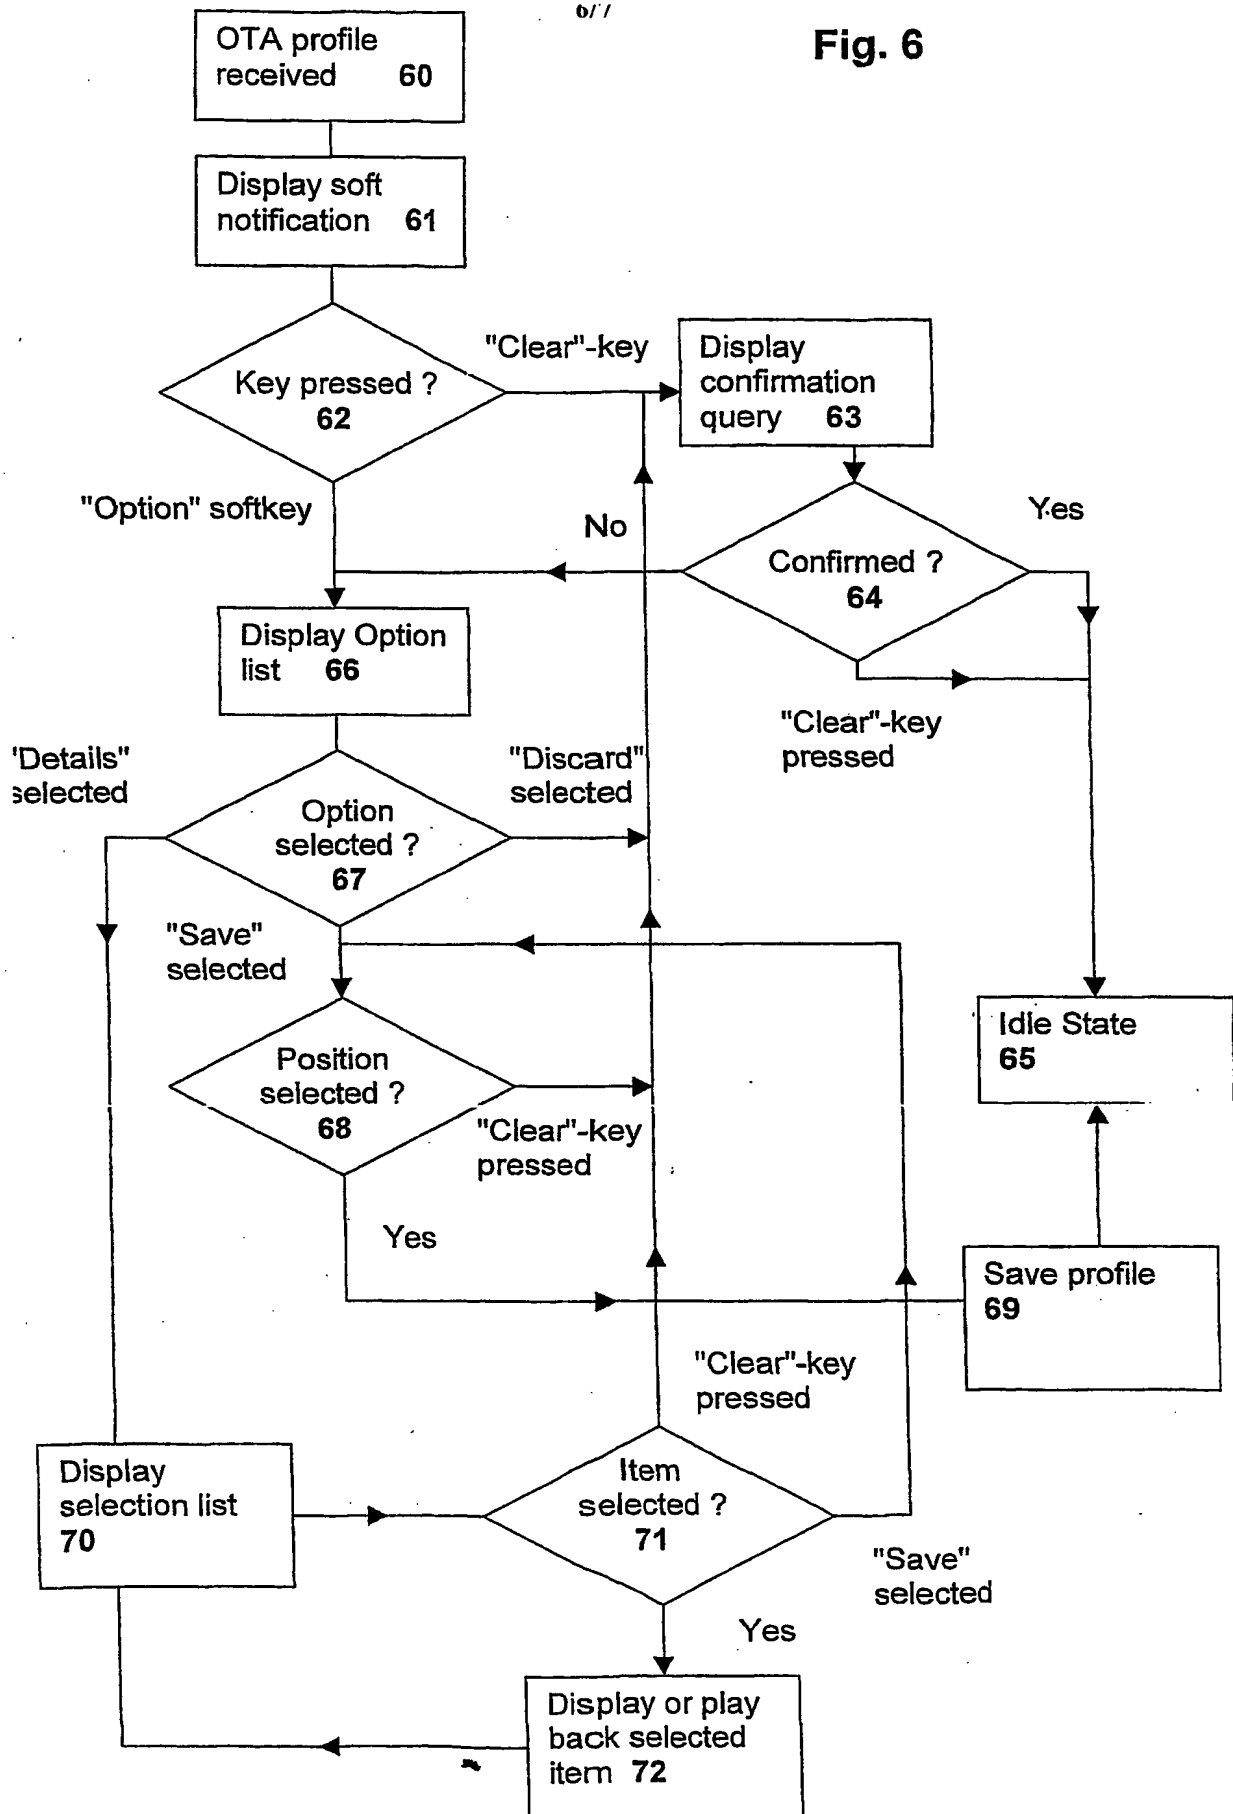 6/7
Fig. 6
OTA profile
received 60
Display soft
notification 61
Key pressed ?
62
"Clear"-key
Display
confirmation
query 63
"Option" softkey
No
Yes
Confirmed ?
64
"Clear"-key
pressed
Display Option
list 66
'Details"
selected
"Discard"
selected
Option
selected ?
67
"Save"
selected
Idle State
65
Position
selected ?
68
"Clear"-key
pressed
Yes
Save profile
69
"Clear"-key
pressed
Display
selection list
70
Item
selected ?
71
"Save"
selected
Yes
Display or play
back selected
item 72